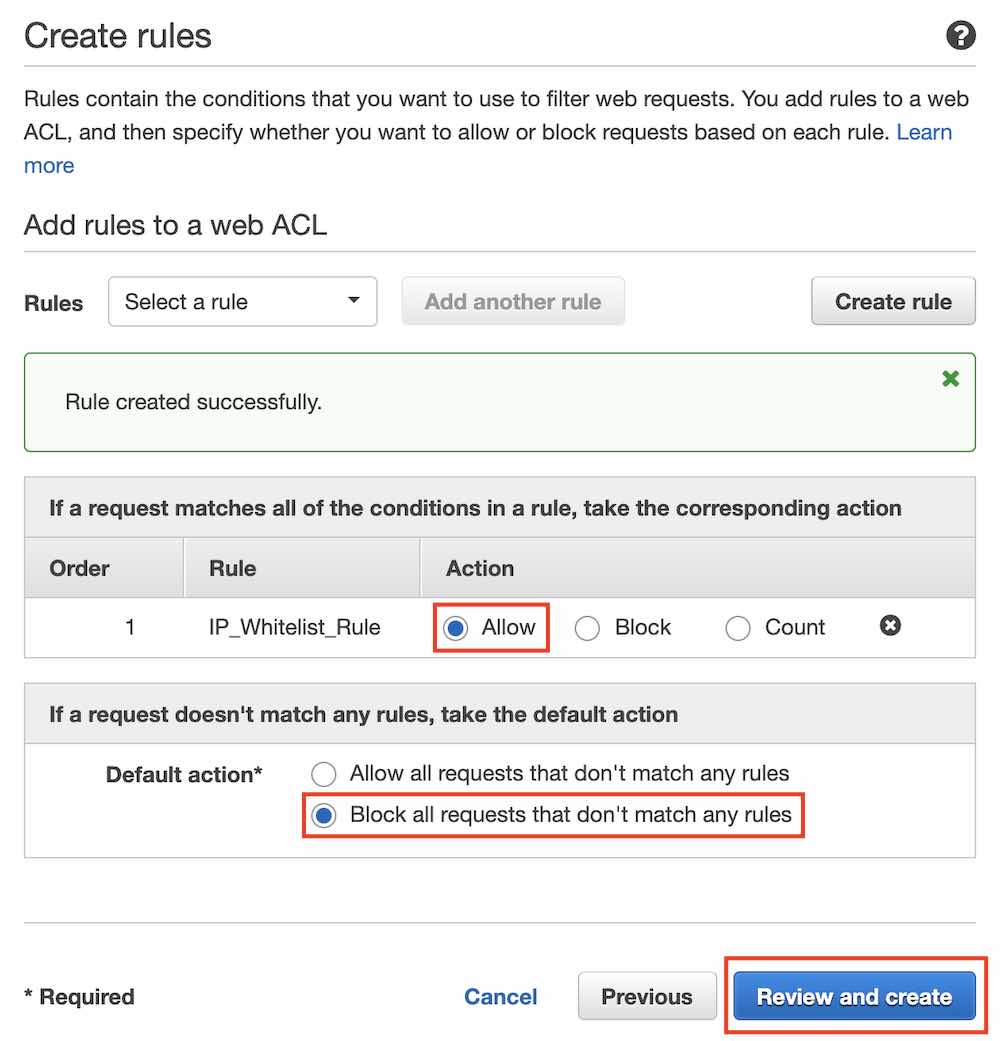 Create rules
Rules contain the conditions that you want to use to filter web requests. You add rules to a web
ACL, and then specify whether you want to allow or block requests based on each rule. Learn
more
Add rules to a web ACL
Rules Select a rule Add another rule Create rule
Rule created successfully.
If a request matches all of the conditions in a rule, take the corresponding action
Order Rule Action
1 IP_Whitelist_Rule Allow Block Count
If a request doesn't match any rules, take the default action
Default action* Allow all requests that don't match any rules
Block all requests that don't match any rules
* Required Cancel Previous Review and create